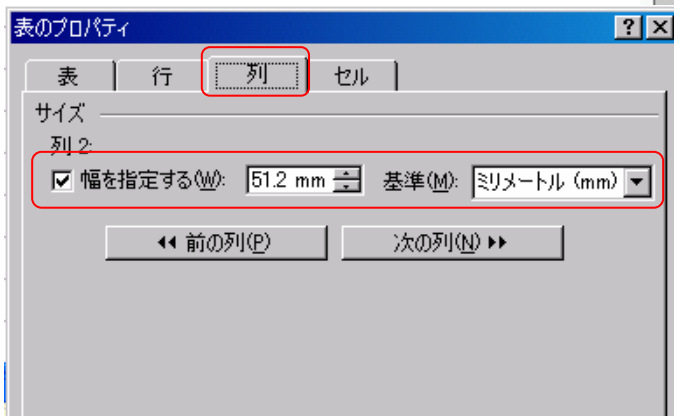 表のプロパティ
表 行 列 セル
サイズ
列 2:
幅を指定する(W): 51.2 mm 基準(M): ミリメートル (mm)
前の列(P) 次の列(N)